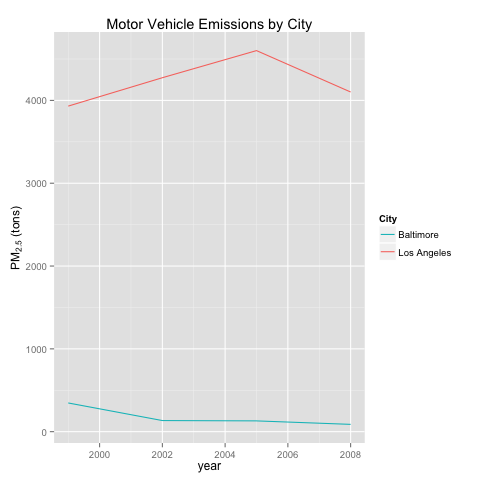 Motor Vehicle Emissions by City
PM2.5 (tons)
4000
3000
2000
1000
0
2000 2002 2004 2006 2008
year
City
Baltimore
Los Angeles